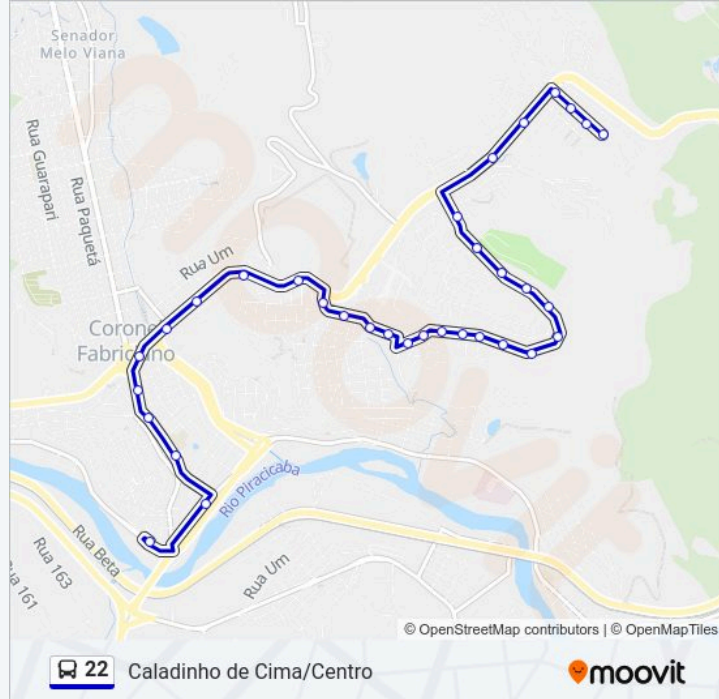 Senador
Melo Viana
Rua Guarapari
Rua Paquetá
Rua Um
Coronel
Fabriciano
Rio Piracicaba
Rua Beta
Rua 163
Rua 161
Rua Um
© OpenStreetMap contributors | © OpenMapTiles
22 Caladinho de Cima/Centro
moovit